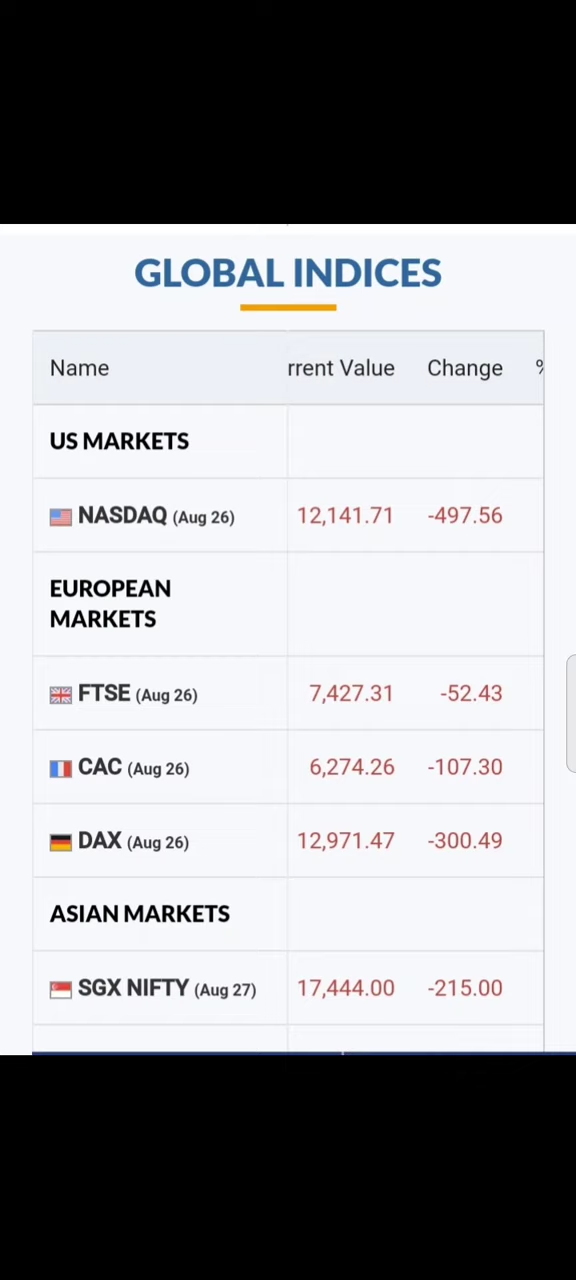 GLOBAL INDICES
Name rrent Value Change %
US MARKETS
NASDAQ (Aug 26) 12,141.71 -497.56
EUROPEAN
MARKETS
FTSE (Aug 26) 7,427.31 -52.43
CAC (Aug 26) 6,274.26 -107.30
DAX (Aug 26) 12,971.47 -300.49
ASIAN MARKETS
SGX NIFTY (Aug 27) 17,444.00 -215.00